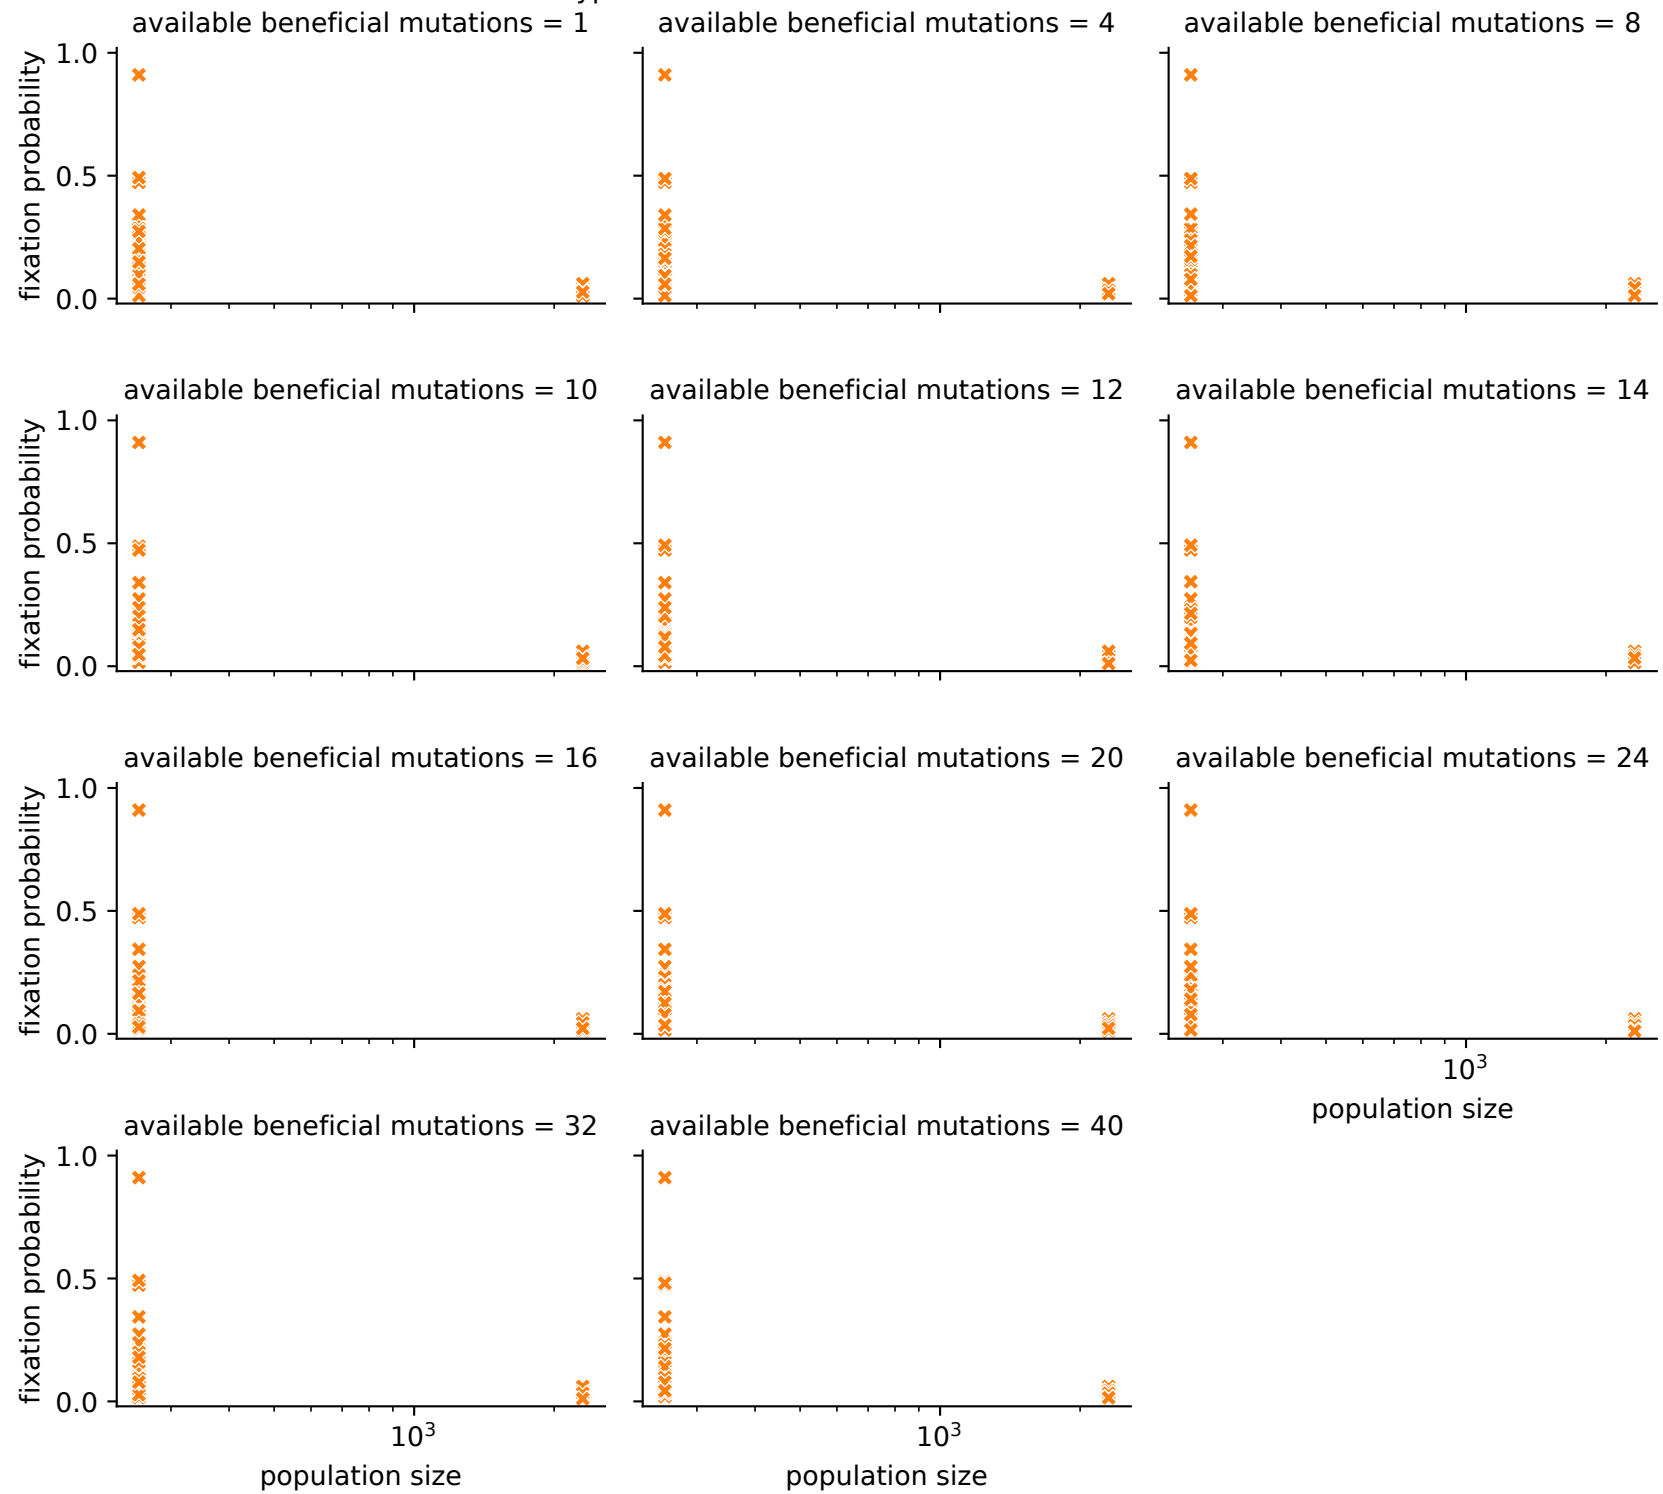 available beneficial mutations = 1
available beneficial mutations = 4
available beneficial mutations = 8
fixation probability
1.0
0.5
0.0
available beneficial mutations = 10
available beneficial mutations = 12
available beneficial mutations = 14
fixation probability
1.0
0.5
0.0
available beneficial mutations = 16
available beneficial mutations = 20
available beneficial mutations = 24
fixation probability
1.0
0.5
0.0
10³
population size
available beneficial mutations = 32
available beneficial mutations = 40
fixation probability
1.0
0.5
0.0
10³
10³
population size
population size